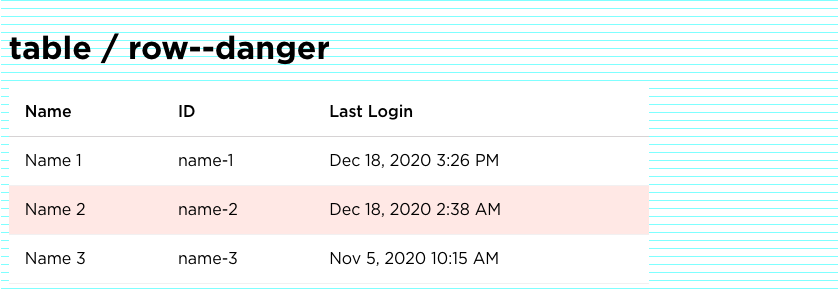 table / row--danger
Name ID Last Login
Name 1 name-1 Dec 18, 2020 3:26 PM
Name 2 name-2 Dec 18, 2020 2:38 AM
Name 3 name-3 Nov 5, 2020 10:15 AM